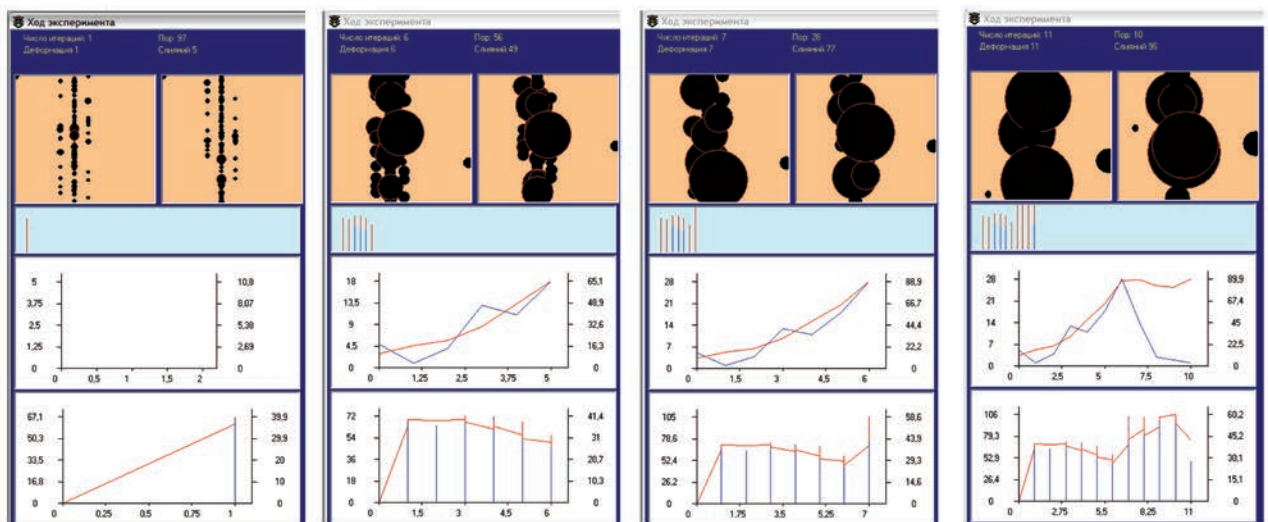 Ход эксперимента
Число итераций: 1 Пор: 97
Деформация 1 Слияний 5
5 10,8
3,75 8,07
2,5 5,38
1,25 2,69
0 0
0 0,5 1 1,5 2
67,1 39,9
50,3 29,9
33,5 20
16,8 10
0 0
0 0,25 0,5 0,75 1
Ход эксперимента
Число итераций: 6 Пор: 56
Деформация 6 Слияний 49
18 65,1
13,5 48,9
9 32,6
4,5 16,3
0 0
0 1,25 2,5 3,75 5
72 41,4
54 31
36 20,7
18 10,3
0 0
0 1,5 3 4,5 6
Ход эксперимента
Число итераций: 7 Пор: 28
Деформация 7 Слияний 77
28 88,9
21 66,7
14 44,4
7 22,2
0 0
0 1,5 3 4,5 6
105 58,6
78,6 43,9
52,4 29,3
26,2 14,6
0 0
0 1,75 3,5 5,25 7
Ход эксперимента
Число итераций: 11 Пор: 10
Деформация 11 Слияний 96
28 89,9
21 67,4
14 45
7 22,5
0 0
0 2,5 5 7,5 10
106 60,2
79,3 45,2
52,9 30,1
26,4 15,1
0 0
0 2,75 5,5 8,25 11